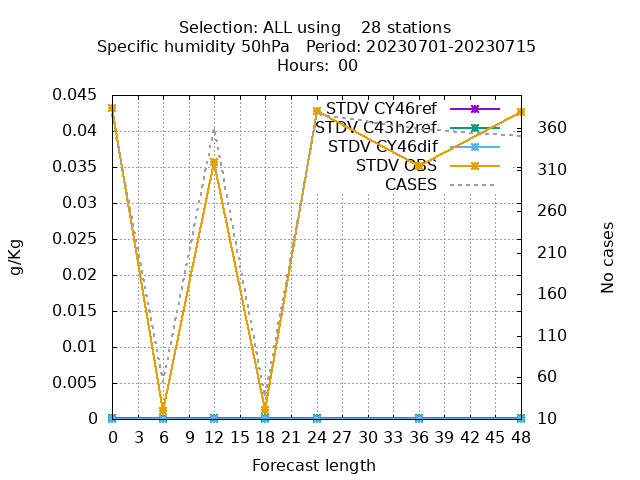 Selection: ALL using    28 stations
Specific humidity 50hPa   Period: 20230701-20230715
Hours: 00
0.045
0.04
0.035
0.03
0.025
0.02
0.015
0.01
0.005
0
g/Kg
STDV CY46ref
STDV C43h2ref
STDV CY46dif
STDV OBS
CASES
360
310
260
210
160
110
60
10
No cases
0 3 6 9 12 15 18 21 24 27 30 33 36 39 42 45 48
Forecast length